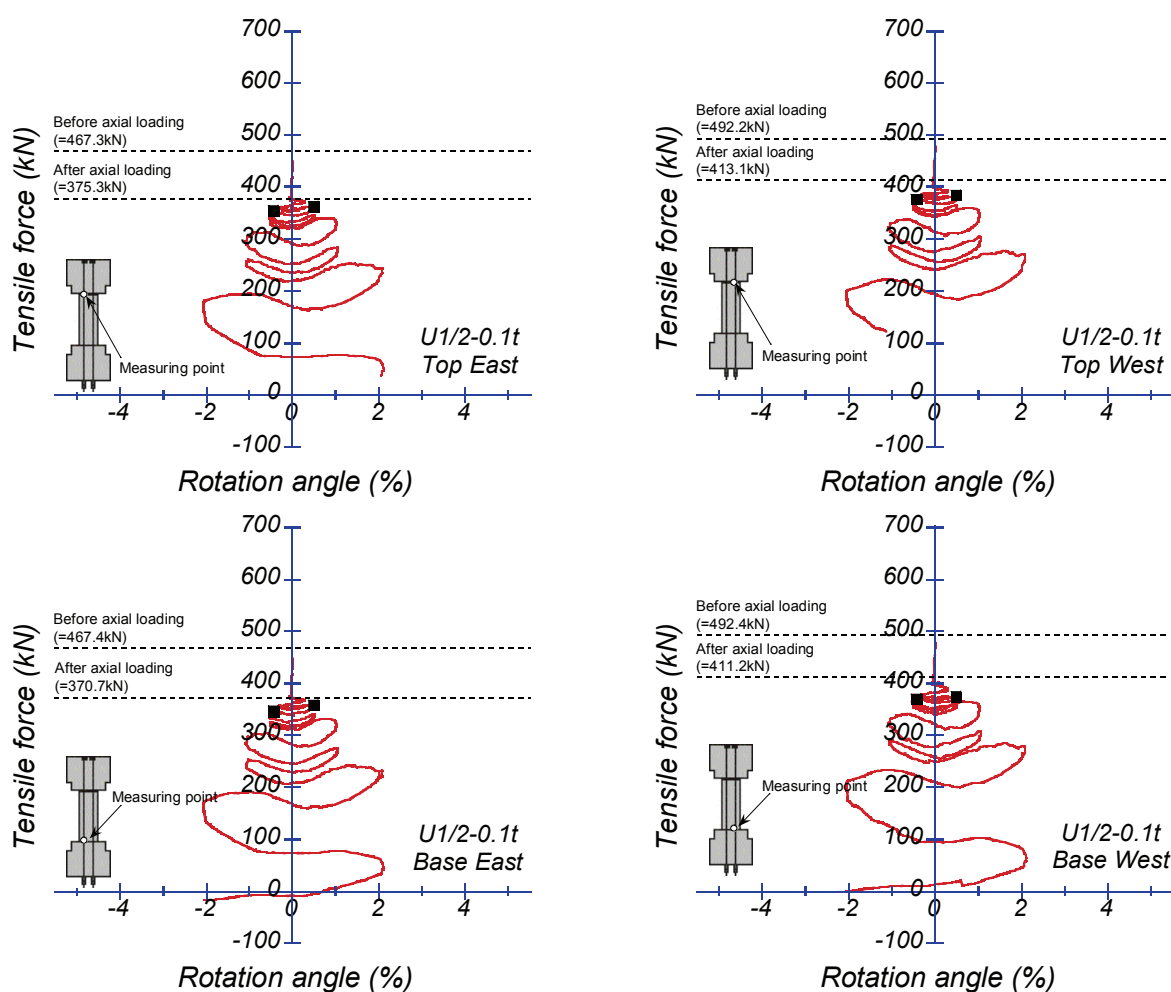 700
600
Before axial loading
(=467.3kN)
500
After axial loading
(=375.3kN)
400
300
200
100
0
-100
-4
-2
0
2
4
Tensile force (kN)
Measuring point
U1/2-0.1t
Top East
Rotation angle (%)
700
600
Before axial loading
(=492.2kN)
500
After axial loading
(=413.1kN)
400
300
200
100
0
-100
-4
-2
0
2
4
Tensile force (kN)
Measuring point
U1/2-0.1t
Top West
Rotation angle (%)
700
600
Before axial loading
(=467.4kN)
500
After axial loading
(=370.7kN)
400
300
200
100
0
-100
-4
-2
0
2
4
Tensile force (kN)
Measuring point
U1/2-0.1t
Base East
Rotation angle (%)
700
600
Before axial loading
(=492.4kN)
500
After axial loading
(=411.2kN)
400
300
200
100
0
-100
-4
-2
0
2
4
Tensile force (kN)
Measuring point
U1/2-0.1t
Base West
Rotation angle (%)